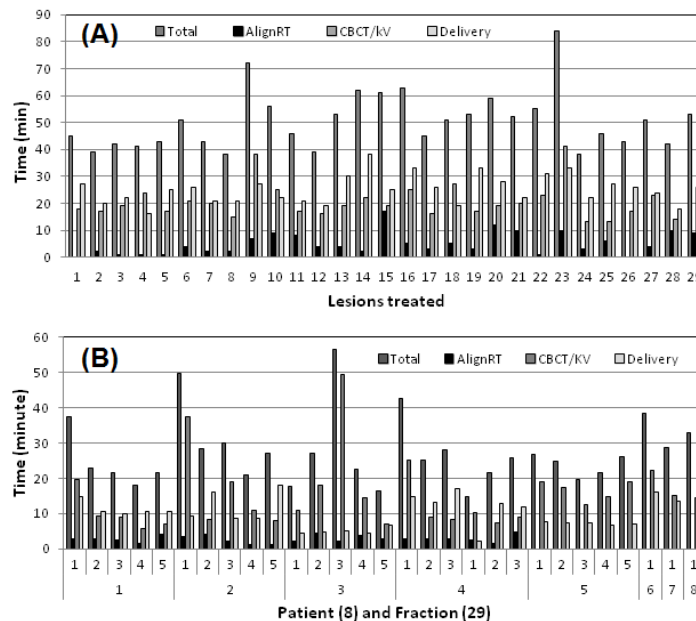 90
(A)
Total AlignRT CBCT/kV Delivery
80
70
60
50
40
30
20
10
0
Time (min)
1 2 3 4 5 6 7 8 9 10 11 12 13 14 15 16 17 18 19 20 21 22 23 24 25 26 27 28 29
Lesions treated
60
(B)
Total AlignRT CBCT/KV Delivery
50
40
30
20
10
0
Time (minute)
1 2 3 4 5 1 2 3 4 5 1 2 3 4 5 1 2 3 1 2 3 1 2 3 4 5 1 1 1
1 2 3 4 5 6 7 8
Patient (8) and Fraction (29)